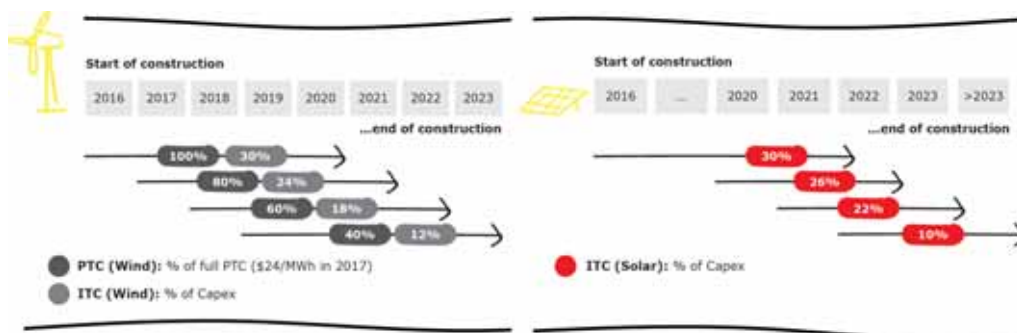 Start of construction
2016 2017 2018 2019 2020 2021 2022 2023
...end of construction
100% 30%
80% 24%
60% 18%
40% 12%
PTC (Wind): % of full PTC ($24/MWh in 2017)
ITC (Wind): % of Capex
Start of construction
2016 ... 2020 2021 2022 2023 >2023
...end of construction
30%
26%
22%
10%
ITC (Solar): % of Capex